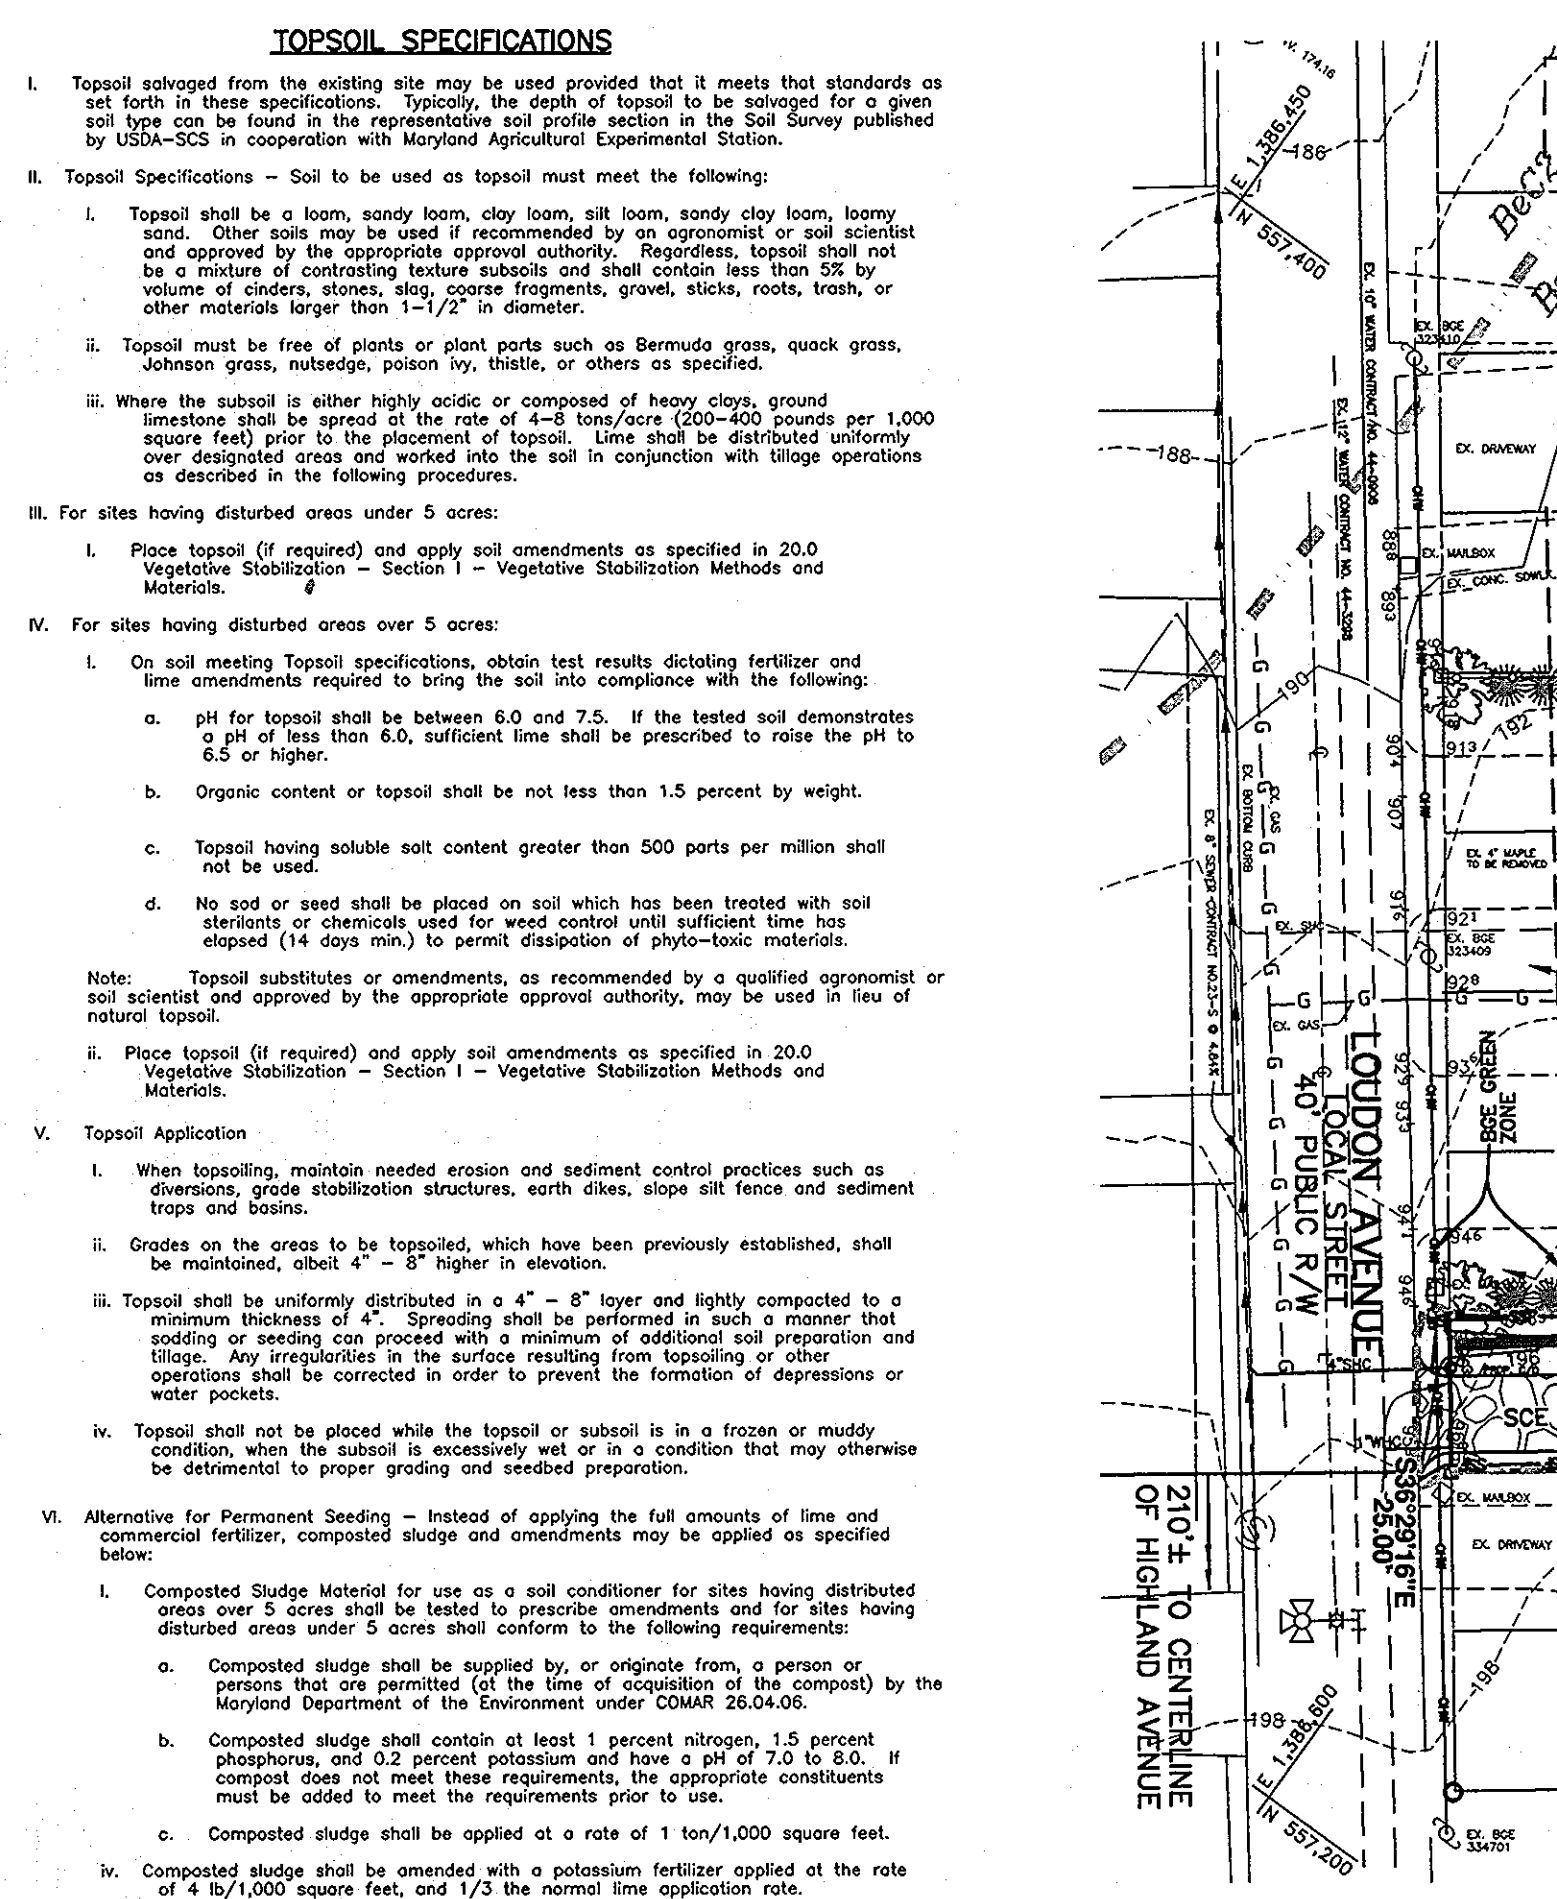 TOPSOIL SPECIFICATIONS
I. Topsoil salvaged from the existing site may be used provided that it meets that standards as
set forth in these specifications. Typically, the depth of topsoil to be salvaged for a given
soil type can be found in the representative soil profile section in the Soil Survey published
by USDA-SCS in cooperation with Maryland Agricultural Experimental Station.
II. Topsoil Specifications – Soil to be used as topsoil must meet the following:
I. Topsoil shall be a loam, sandy loam, clay loam, silt loam, sandy clay loam, loamy
sand. Other soils may be used if recommended by an agronomist or soil scientist
and approved by the appropriate approval authority. Regardless, topsoil shall not
be a mixture of contrasting texture subsoils and shall contain less than 5% by
volume of cinders, stones, slag, coarse fragments, gravel, sticks, roots, trash, or
other materials larger than 1-1/2" in diameter.
ii. Topsoil must be free of plants or plant parts such as Bermuda grass, quack grass,
Johnson grass, nutsedge, poison ivy, thistle, or others as specified.
iii. Where the subsoil is either highly acidic or composed of heavy clays, ground
limestone shall be spread at the rate of 4-8 tons/acre (200-400 pounds per 1,000
square feet) prior to the placement of topsoil. Lime shall be distributed uniformly
over designated areas and worked into the soil in conjunction with tillage operations
as described in the following procedures.
III. For sites having disturbed areas under 5 acres:
I. Place topsoil (if required) and apply soil amendments as specified in 20.0
Vegetative Stabilization – Section I – Vegetative Stabilization Methods and
Materials.
IV. For sites having disturbed areas over 5 acres:
I. On soil meeting Topsoil specifications, obtain test results dictating fertilizer and
lime amendments required to bring the soil into compliance with the following:
a. pH for topsoil shall be between 6.0 and 7.5. If the tested soil demonstrates
a pH of less than 6.0, sufficient lime shall be prescribed to raise the pH to
6.5 or higher.
b. Organic content or topsoil shall be not less than 1.5 percent by weight.
c. Topsoil having soluble salt content greater than 500 parts per million shall
not be used.
d. No sod or seed shall be placed on soil which has been treated with soil
sterilants or chemicals used for weed control until sufficient time has
elapsed (14 days min.) to permit dissipation of phyto-toxic materials.
Note: Topsoil substitutes or amendments, as recommended by a qualified agronomist or
soil scientist and approved by the appropriate approval authority, may be used in lieu of
natural topsoil.
ii. Place topsoil (if required) and apply soil amendments as specified in 20.0
Vegetative Stabilization – Section I – Vegetative Stabilization Methods and
Materials.
V. Topsoil Application
I. When topsoiling, maintain needed erosion and sediment control practices such as
diversions, grade stabilization structures, earth dikes, slope silt fence and sediment
traps and basins.
ii. Grades on the areas to be topsoiled, which have been previously established, shall
be maintained, albeit 4" – 8" higher in elevation.
iii. Topsoil shall be uniformly distributed in a 4" – 8" layer and lightly compacted to a
minimum thickness of 4". Spreading shall be performed in such a manner that
sodding or seeding can proceed with a minimum of additional soil preparation and
tillage. Any irregularities in the surface resulting from topsoiling or other
operations shall be corrected in order to prevent the formation of depressions or
water pockets.
iv. Topsoil shall not be placed while the topsoil or subsoil is in a frozen or muddy
condition, when the subsoil is excessively wet or in a condition that may otherwise
be detrimental to proper grading and seedbed preparation.
VI. Alternative for Permanent Seeding – Instead of applying the full amounts of lime and
commercial fertilizer, composted sludge and amendments may be applied as specified
below:
I. Composted Sludge Material for use as a soil conditioner for sites having distributed
areas over 5 acres shall be tested to prescribe amendments and for sites having
disturbed areas under 5 acres shall conform to the following requirements:
a. Composted sludge shall be supplied by, or originate from, a person or
persons that are permitted (at the time of acquisition of the compost) by the
Maryland Department of the Environment under COMAR 26.04.06.
b. Composted sludge shall contain at least 1 percent nitrogen, 1.5 percent
phosphorus, and 0.2 percent potassium and have a pH of 7.0 to 8.0. If
compost does not meet these requirements, the appropriate constituents
must be added to meet the requirements prior to use.
c. Composted sludge shall be applied at a rate of 1 ton/1,000 square feet.
iv. Composted sludge shall be amended with a potassium fertilizer applied at the rate
of 4 lb/1,000 square feet, and 1/3 the normal lime application rate.
174.16
E 1,386,450
N 557,400
186
BeC2
EX. 10" WATER CONTRACT NO. 44-0906
EX. 12" WATER CONTRACT NO. 44-3298
EX. BGE
323410
188
EX. DRIVEWAY
OHW
888
EX. MAILBOX
893
EX. CONC. SDWLK
G
190
192
904
913
907
EX. BOTTOM CURB
EX. GAS
EX. 8" SEWER CONTRACT NO.23-S @ 4.84%
EX. 4" MAPLE
TO BE REMOVED
916
921
EX. SHC
EX. BGE
323409
928
G G
EX. GAS
929
933
936
BGE GREEN
ZONE
LOUDON AVENUE
LOCAL STREET
40' PUBLIC R/W
941
946
946
196
4"SHC
SCE
1"WHC
S36°29'16"E
25.00'
EX. MAILBOX
EX. DRIVEWAY
210'± TO CENTERLINE
OF HIGHLAND AVENUE
198
198
E 1,386,600
N 557,200
EX. BGE
334701